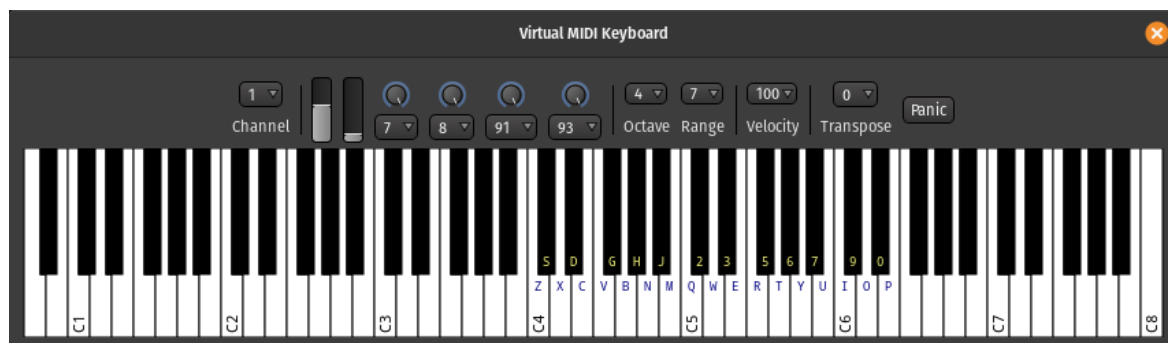 Virtual MIDI Keyboard
1 4 7 100 0 Panic
Channel 7 8 91 93 Octave Range Velocity Transpose
S D G H J 2 3 5 6 7 9 0
Z X C V B N M Q W E R T Y U I O P
C1 C2 C3 C4 C5 C6 C7 C8